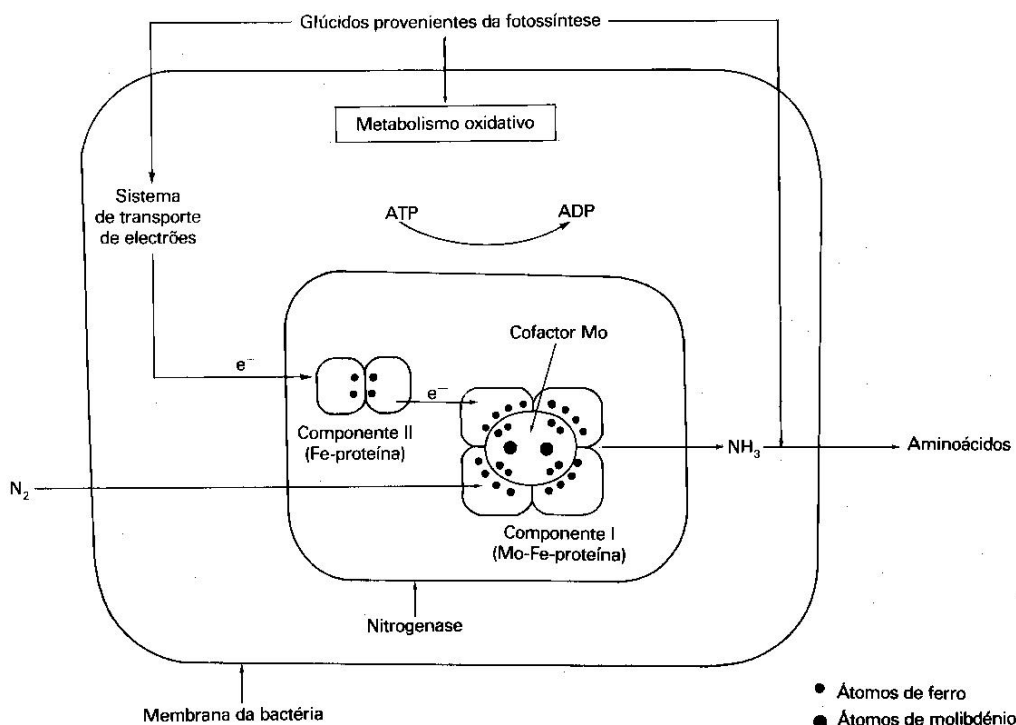 Glúcidos provenientes da fotossíntese
Metabolismo oxidativo
Sistema
de transporte
de electrões
ATP
ADP
Cofactor Mo
e⁻
e⁻
Componente II
(Fe-proteína)
NH₃
Aminoácidos
N₂
Componente I
(Mo-Fe-proteína)
Nitrogenase
Membrana da bactéria
Átomos de ferro
Átomos de molibdénio